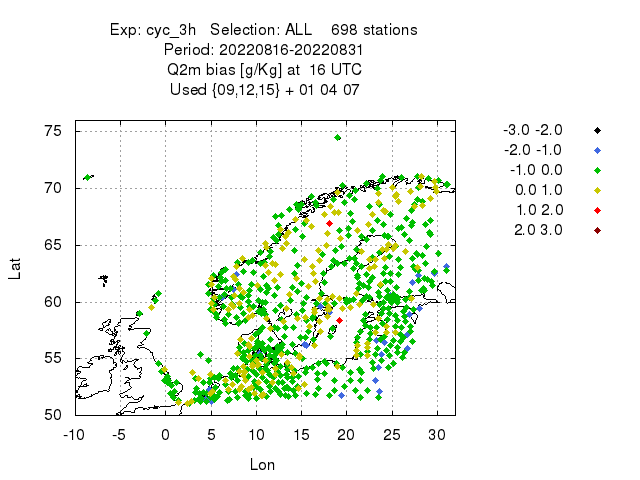 Exp: cyc_3h   Selection: ALL    698 stations
Period: 20220816-20220831
Q2m bias [g/Kg] at  16 UTC
Used {09,12,15} + 01 04 07
-3.0 -2.0
-2.0 -1.0
-1.0 0.0
0.0 1.0
1.0 2.0
2.0 3.0
75
70
65
60
55
50
Lat
-10 -5 0 5 10 15 20 25 30
Lon